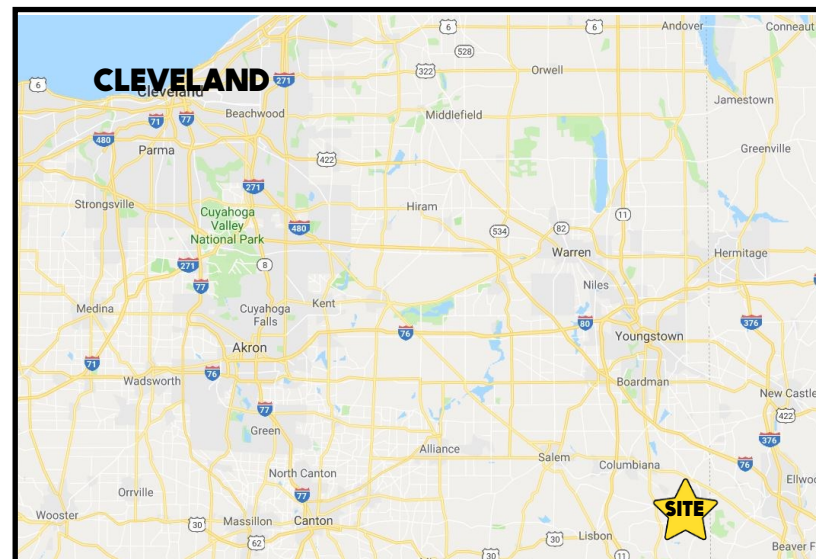 6
6
Andover
Conneaut
528
CLEVELAND
Cleveland
6
271
322
Orwell
Jamestown
71
77
Beachwood
Middlefield
480
Parma
422
Greenville
271
Strongsville
Cuyahoga
Valley
National Park
Hiram
11
480
534
82
Warren
Hermitage
271
8
77
Niles
Medina
Cuyahoga
Falls
Kent
76
80
376
Youngstown
Akron
71
76
Wadsworth
Boardman
77
New Castle
422
Green
376
Alliance
Salem
Columbiana
76
North Canton
Ellwo
Orrville
77
SITE
Wooster
30
Massillon
Canton
62
30
30
Lisbon
11
Beaver F